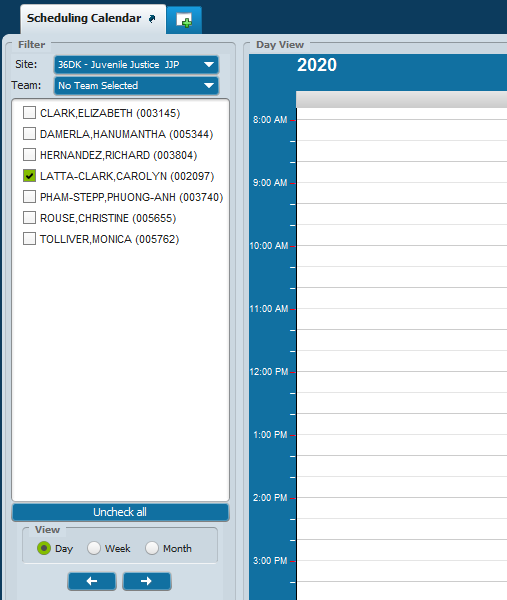 Scheduling Calendar
Filter
Site: 36DK - Juvenile Justice JJP
Team: No Team Selected
CLARK,ELIZABETH (003145)
DAMERLA,HANUMANTHA (005344)
HERNANDEZ,RICHARD (003804)
LATTA-CLARK,CAROLYN (002097)
PHAM-STEPP,PHUONG-ANH (003740)
ROUSE,CHRISTINE (005655)
TOLLIVER,MONICA (005762)
Uncheck all
View
Day Week Month
Day View
2020
8:00 AM
9:00 AM
10:00 AM
11:00 AM
12:00 PM
1:00 PM
2:00 PM
3:00 PM